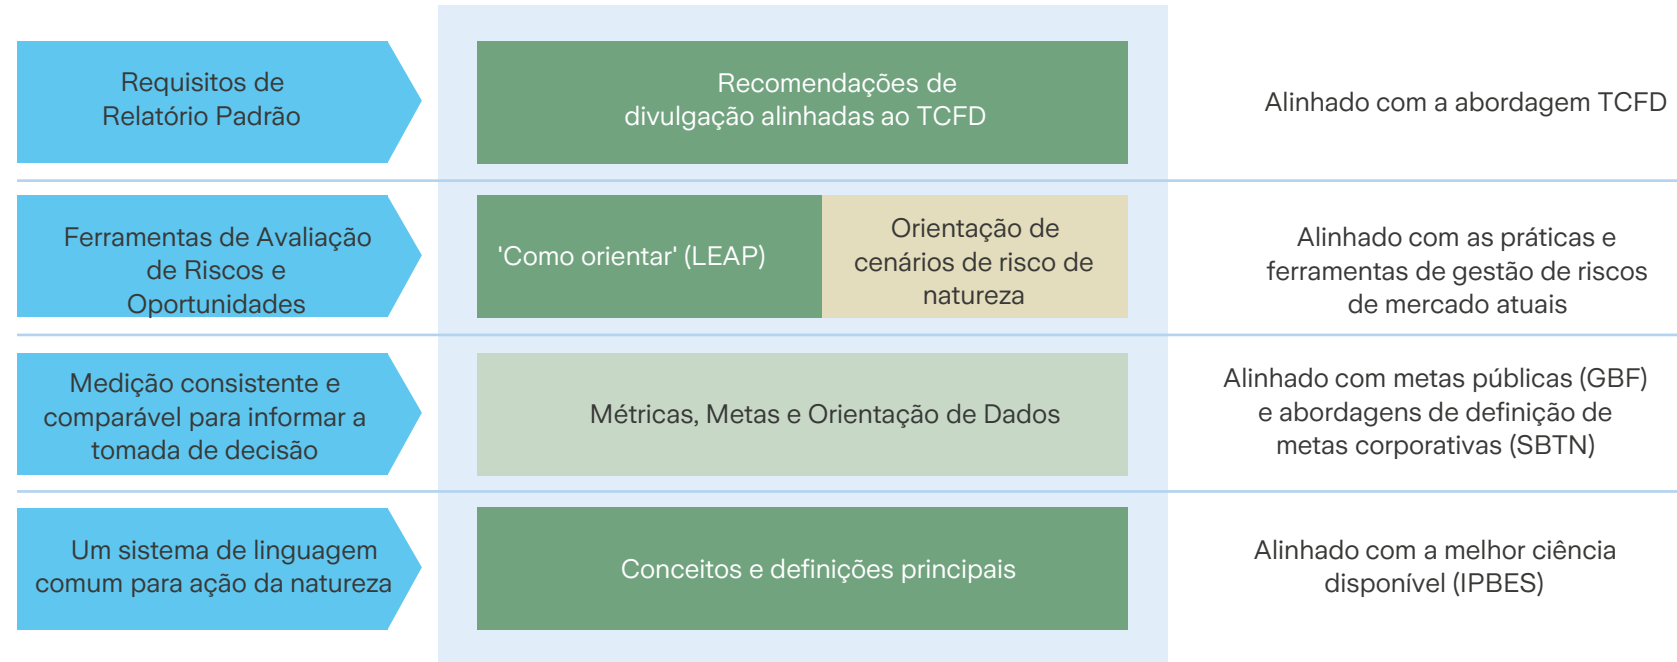 Requisitos de
Relatório Padrão
Recomendações de
divulgação alinhadas ao TCFD
Alinhado com a abordagem TCFD
Ferramentas de Avaliação
de Riscos e
Oportunidades
'Como orientar' (LEAP)
Orientação de
cenários de risco de
natureza
Alinhado com as práticas e
ferramentas de gestão de riscos
de mercado atuais
Medição consistente e
comparável para informar a
tomada de decisão
Métricas, Metas e Orientação de Dados
Alinhado com metas públicas (GBF)
e abordagens de definição de
metas corporativas (SBTN)
Um sistema de linguagem
comum para ação da natureza
Conceitos e definições principais
Alinhado com a melhor ciência
disponível (IPBES)